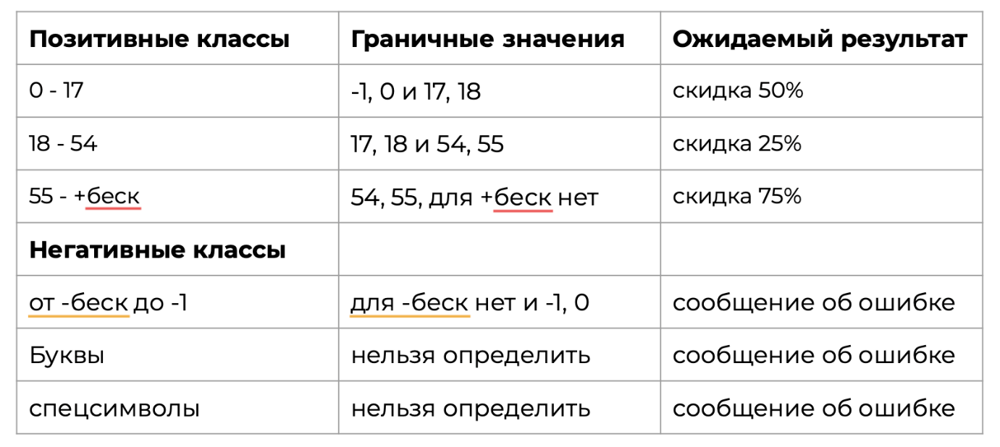 Позитивные классы Граничные значения Ожидаемый результат
0 - 17 -1, 0 и 17, 18 скидка 50%
18 - 54 17, 18 и 54, 55 скидка 25%
55 - +беск 54, 55, для +беск нет скидка 75%
Негативные классы
от -беск до -1 для -беск нет и -1, 0 сообщение об ошибке
Буквы нельзя определить сообщение об ошибке
спецсимволы нельзя определить сообщение об ошибке